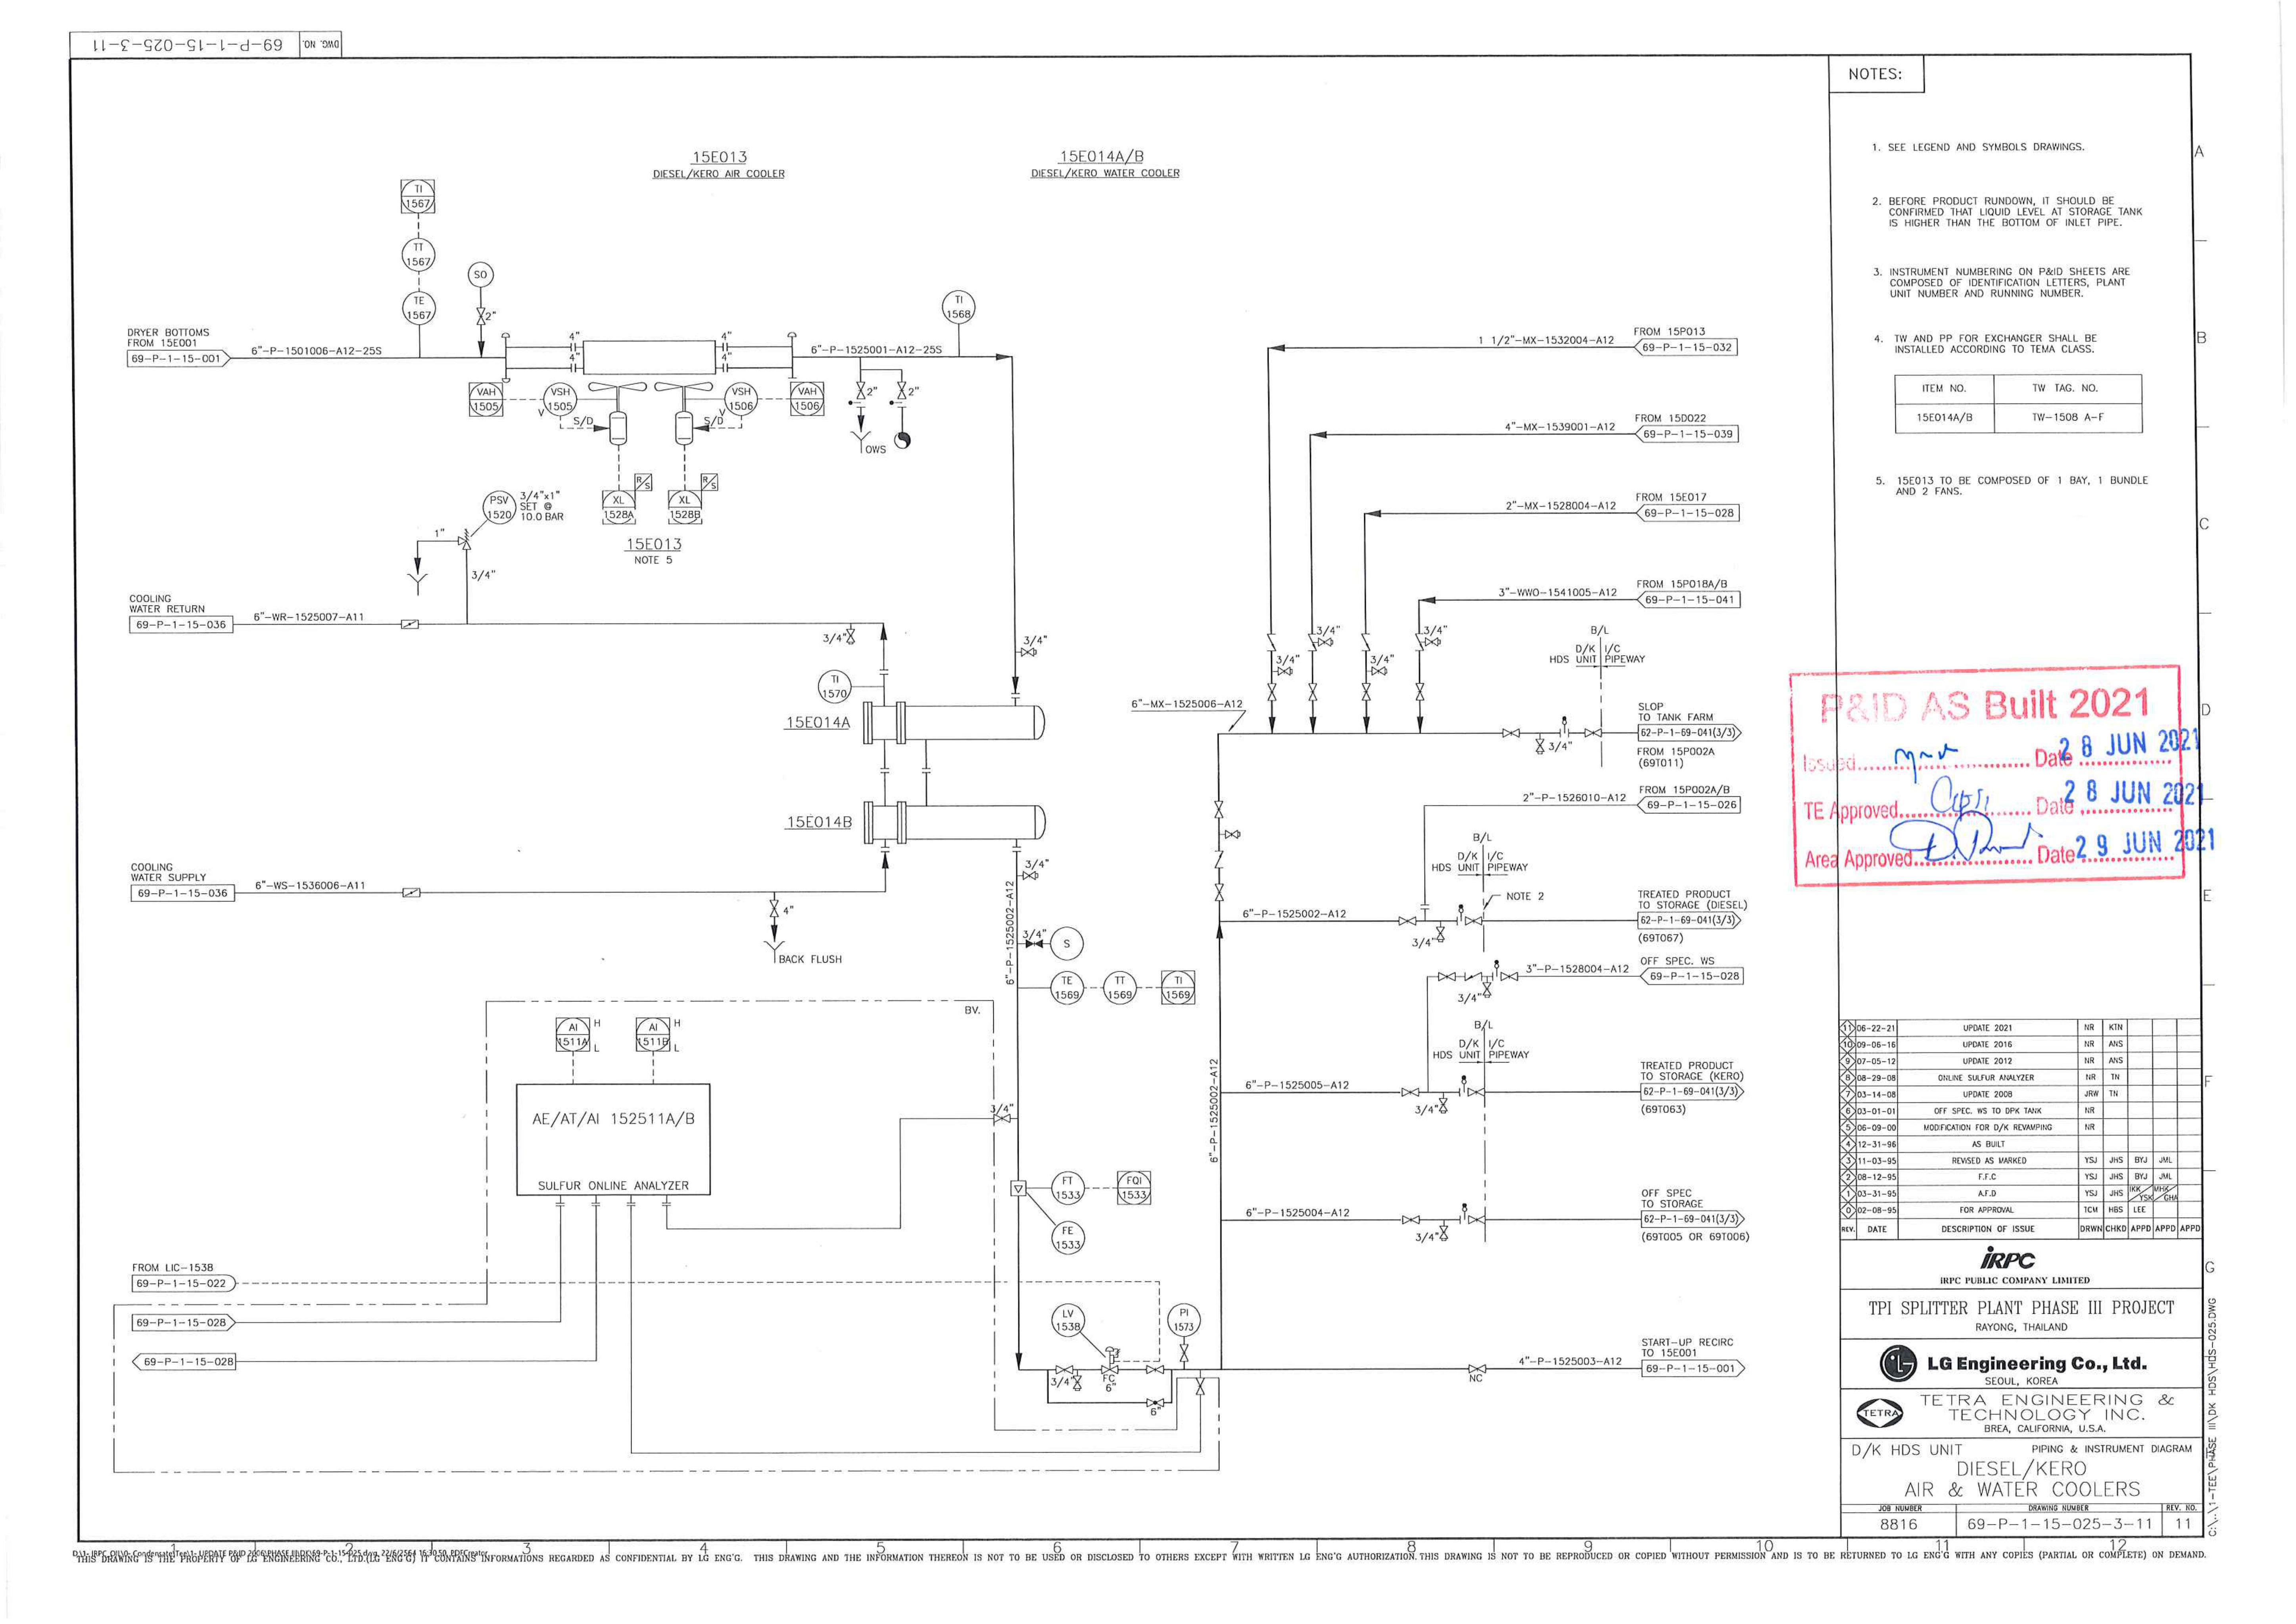 DWG. NO. 69-P-1-1-15-025-3-11
15E013
DIESEL/KERO AIR COOLER
15E014A/B
DIESEL/KERO WATER COOLER
TI
1567
TT
1567
TE
1567
SO
2"
DRYER BOTTOMS
FROM 15E001
69-P-1-15-001
6"-P-1501006-A12-25S
4"
4"
4"
4"
6"-P-1525001-A12-25S
TI
1568
VAH
1505
VSH
1505
V
S/D
VSH
1506
V
S/D
VAH
1506
2"
2"
OWS
R/S
XL
1528A
R/S
XL
1528B
15E013
NOTE 5
PSV
1520
3/4"x1"
SET @
10.0 BAR
1"
3/4"
COOLING
WATER RETURN
69-P-1-15-036
6"-WR-1525007-A11
3/4"
3/4"
TI
1570
15E014A
15E014B
3/4"
COOLING
WATER SUPPLY
69-P-1-15-036
6"-WS-1536006-A11
4"
BACK FLUSH
6"-P-1525002-A12
3/4"
S
TE
1569
TT
1569
TI
1569
BV.
AI
1511A
H
L
AI
1511B
H
L
AE/AT/AI 152511A/B
SULFUR ONLINE ANALYZER
3/4"
FT
1533
FQI
1533
FE
1533
FROM LIC-1538
69-P-1-15-022
69-P-1-15-028
69-P-1-15-028
LV
1538
PI
1573
3/4"
FC
6"
6"
1 1/2"-MX-1532004-A12
FROM 15P013
69-P-1-15-032
4"-MX-1539001-A12
FROM 15D022
69-P-1-15-039
2"-MX-1528004-A12
FROM 15E017
69-P-1-15-028
3"-WWO-1541005-A12
FROM 15P018A/B
69-P-1-15-041
3/4"
3/4"
3/4"
3/4"
B/L
D/K I/C
HDS UNIT PIPEWAY
6"-MX-1525006-A12
3/4"
SLOP
TO TANK FARM
62-P-1-69-041(3/3)
FROM 15P002A
(69T011)
2"-P-1526010-A12
FROM 15P002A/B
69-P-1-15-026
B/L
D/K I/C
HDS UNIT PIPEWAY
NOTE 2
6"-P-1525002-A12
3/4"
TREATED PRODUCT
TO STORAGE (DIESEL)
62-P-1-69-041(3/3)
(69T067)
3"-P-1528004-A12
3/4"
OFF SPEC. WS
69-P-1-15-028
B/L
D/K I/C
HDS UNIT PIPEWAY
6"-P-1525002-A12
6"-P-1525005-A12
3/4"
TREATED PRODUCT
TO STORAGE (KERO)
62-P-1-69-041(3/3)
(69T063)
6"-P-1525004-A12
3/4"
OFF SPEC
TO STORAGE
62-P-1-69-041(3/3)
(69T005 OR 69T006)
4"-P-1525003-A12
NC
START-UP RECIRC
TO 15E001
69-P-1-15-001
NOTES:
1. SEE LEGEND AND SYMBOLS DRAWINGS.
2. BEFORE PRODUCT RUNDOWN, IT SHOULD BE
CONFIRMED THAT LIQUID LEVEL AT STORAGE TANK
IS HIGHER THAN THE BOTTOM OF INLET PIPE.
3. INSTRUMENT NUMBERING ON P&ID SHEETS ARE
COMPOSED OF IDENTIFICATION LETTERS, PLANT
UNIT NUMBER AND RUNNING NUMBER.
4. TW AND PP FOR EXCHANGER SHALL BE
INSTALLED ACCORDING TO TEMA CLASS.
ITEM NO. TW TAG. NO.
15E014A/B TW-1508 A-F
5. 15E013 TO BE COMPOSED OF 1 BAY, 1 BUNDLE
AND 2 FANS.
P&ID AS Built 2021
Issued Date 28 JUN 2021
TE Approved Date 28 JUN 2021
Area Approved Date 29 JUN 2021
11 06-22-21 UPDATE 2021 NR KTN
10 09-06-16 UPDATE 2016 NR ANS
9 07-05-12 UPDATE 2012 NR ANS
8 08-29-08 ONLINE SULFUR ANALYZER NR TN
7 03-14-08 UPDATE 2008 JRW TN
6 03-01-01 OFF SPEC. WS TO DPK TANK NR
5 06-09-00 MODIFICATION FOR D/K REVAMPING NR
4 12-31-96 AS BUILT
3 11-03-95 REVISED AS MARKED YSJ JHS BYJ JML
2 08-12-95 F.F.C YSJ JHS BYJ JML
1 03-31-95 A.F.D YSJ JHS IKK/YSK MHK/GHA
0 02-08-95 FOR APPROVAL TCM HBS LEE
REV. DATE DESCRIPTION OF ISSUE DRWN CHKD APPD APPD APPD
iRPC
iRPC PUBLIC COMPANY LIMITED
TPI SPLITTER PLANT PHASE III PROJECT
RAYONG, THAILAND
LG Engineering Co., Ltd.
SEOUL, KOREA
TETRA
TETRA ENGINEERING &
TECHNOLOGY INC.
BREA, CALIFORNIA, U.S.A.
D/K HDS UNIT PIPING & INSTRUMENT DIAGRAM
DIESEL/KERO
AIR & WATER COOLERS
JOB NUMBER DRAWING NUMBER REV. NO.
8816 69-P-1-15-025-3-11 11
A
B
C
D
E
F
G
C:\..\1-TEE\PHASE III\DK HDS\HDS-025.DWG
1 2 3 4 5 6 7 8 9 10 11 12
THIS DRAWING IS THE PROPERTY OF LG ENGINEERING CO., LTD.(LG ENG'G) IT CONTAINS INFORMATIONS REGARDED AS CONFIDENTIAL BY LG ENG'G. THIS DRAWING AND THE INFORMATION THEREON IS NOT TO BE USED OR DISCLOSED TO OTHERS EXCEPT WITH WRITTEN LG ENG'G AUTHORIZATION. THIS DRAWING IS NOT TO BE REPRODUCED OR COPIED WITHOUT PERMISSION AND IS TO BE RETURNED TO LG ENG'G WITH ANY COPIES (PARTIAL OR COMPLETE) ON DEMAND.